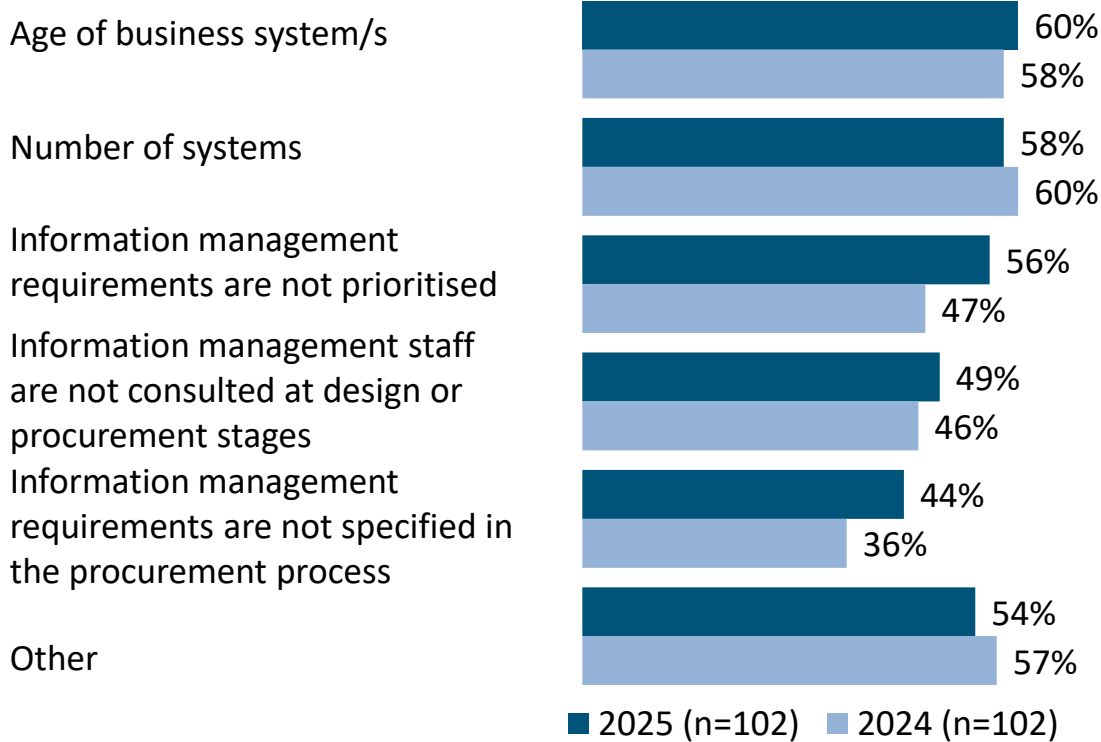 Age of business system/s
60%
58%
Number of systems
58%
60%
Information management
requirements are not prioritised
56%
47%
Information management staff
are not consulted at design or
procurement stages
49%
46%
Information management
requirements are not specified in
the procurement process
44%
36%
Other
54%
57%
2025 (n=102) 2024 (n=102)